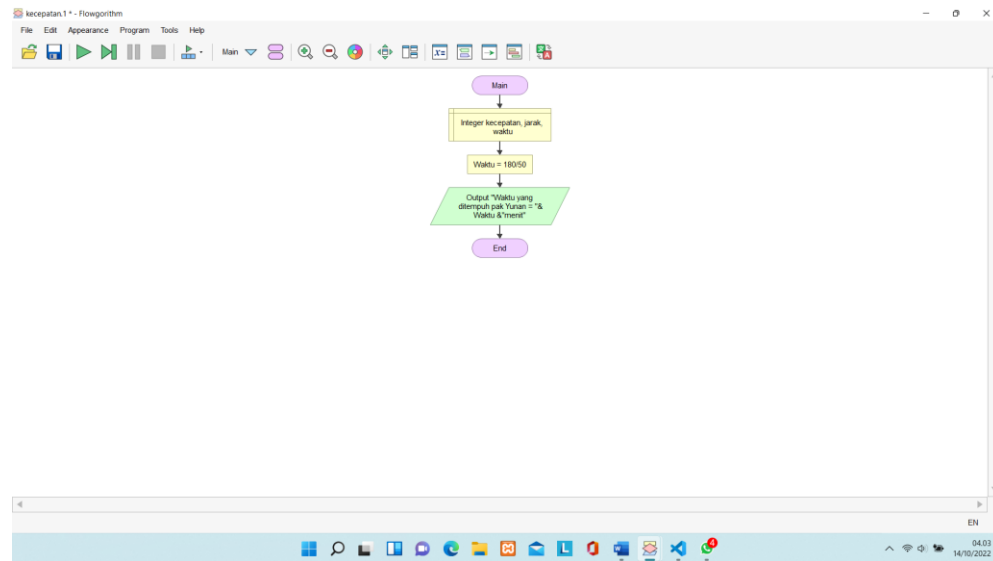 kecepatan.1 * - Flowgorithm
File Edit Appearance Program Tools Help
Main
Main
Integer kecepatan, jarak,
waktu
Waktu = 180/50
Output "Waktu yang
ditempuh pak Yunan = "&
Waktu &"menit"
End
EN
04.03
14/10/2022